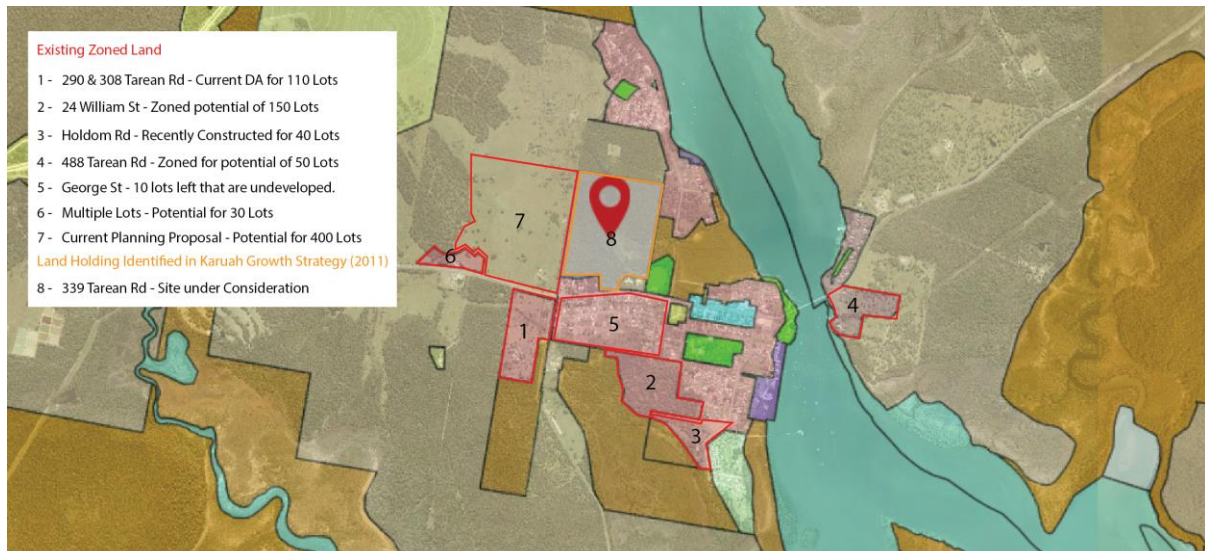 Existing Zoned Land
1 - 290 & 308 Tarean Rd - Current DA for 110 Lots
2 - 24 William St - Zoned potential of 150 Lots
3 - Holdom Rd - Recently Constructed for 40 Lots
4 - 488 Tarean Rd - Zoned for potential of 50 Lots
5 - George St - 10 lots left that are undeveloped.
6 - Multiple Lots - Potential for 30 Lots
7 - Current Planning Proposal - Potential for 400 Lots
Land Holding Identified in Karuah Growth Strategy (2011)
8 - 339 Tarean Rd - Site under Consideration
4
7
8
6
4
1
5
2
3